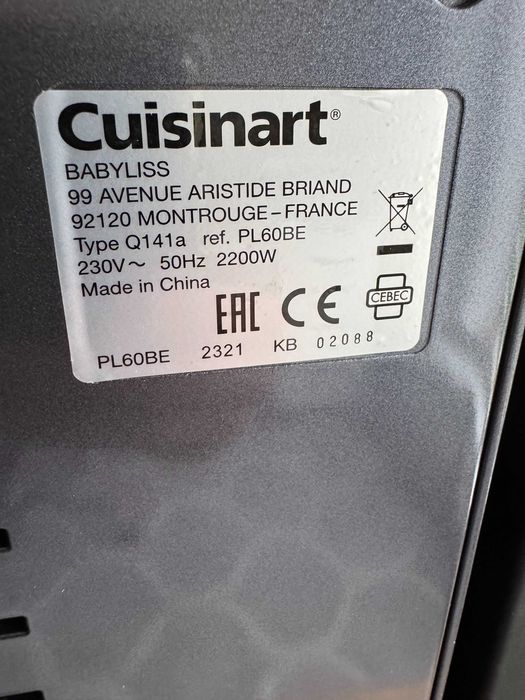 Cuisinart®
BABYLISS
99 AVENUE ARISTIDE BRIAND
92120 MONTROUGE-FRANCE
Type Q141a ref. PL60BE
230V~ 50Hz 2200W
Made in China
EAC CE CEBEC
PL60BE 2321 KB 02088